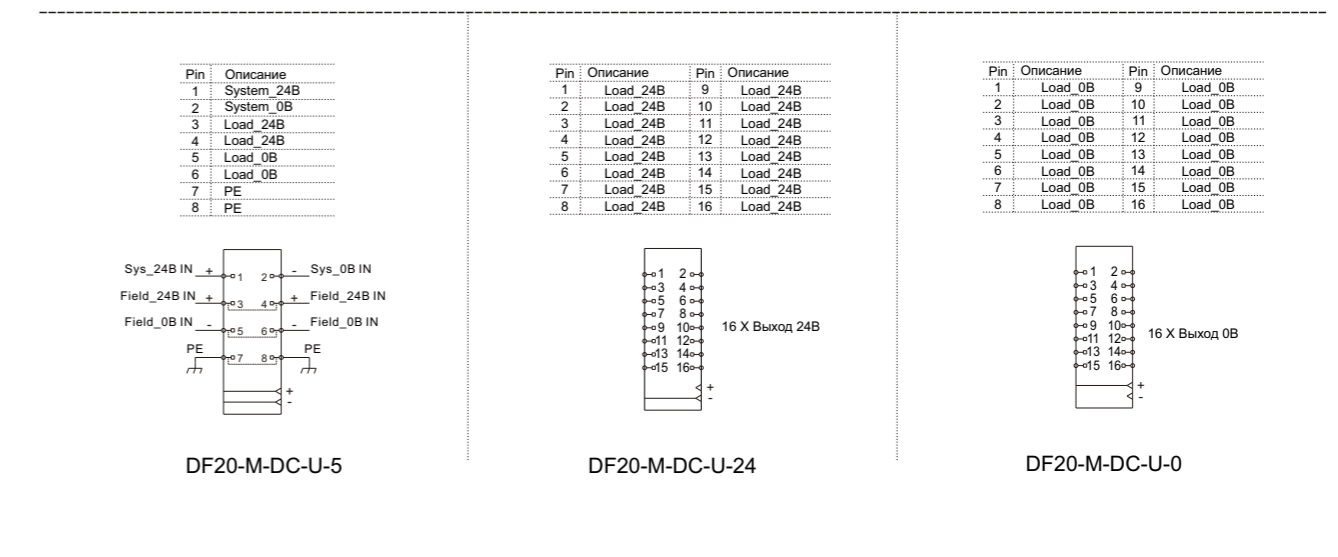 Pin Описание
1 System_24В
2 System_0В
3 Load_24В
4 Load_24В
5 Load_0В
6 Load_0В
7 PE
8 PE
Sys_24В IN + 1 2 - Sys_0В IN
Field_24В IN + 3 4 + Field_24В IN
Field_0В IN - 5 6 - Field_0В IN
PE 7 8 PE
+
-
DF20-M-DC-U-5
Pin Описание Pin Описание
1 Load_24В 9 Load_24В
2 Load_24В 10 Load_24В
3 Load_24В 11 Load_24В
4 Load_24В 12 Load_24В
5 Load_24В 13 Load_24В
6 Load_24В 14 Load_24В
7 Load_24В 15 Load_24В
8 Load_24В 16 Load_24В
1 2
3 4
5 6
7 8
9 10
11 12
13 14
15 16
16 X Выход 24В
+
-
DF20-M-DC-U-24
Pin Описание Pin Описание
1 Load_0В 9 Load_0В
2 Load_0В 10 Load_0В
3 Load_0В 11 Load_0В
4 Load_0В 12 Load_0В
5 Load_0В 13 Load_0В
6 Load_0В 14 Load_0В
7 Load_0В 15 Load_0В
8 Load_0В 16 Load_0В
1 2
3 4
5 6
7 8
9 10
11 12
13 14
15 16
16 X Выход 0В
+
-
DF20-M-DC-U-0